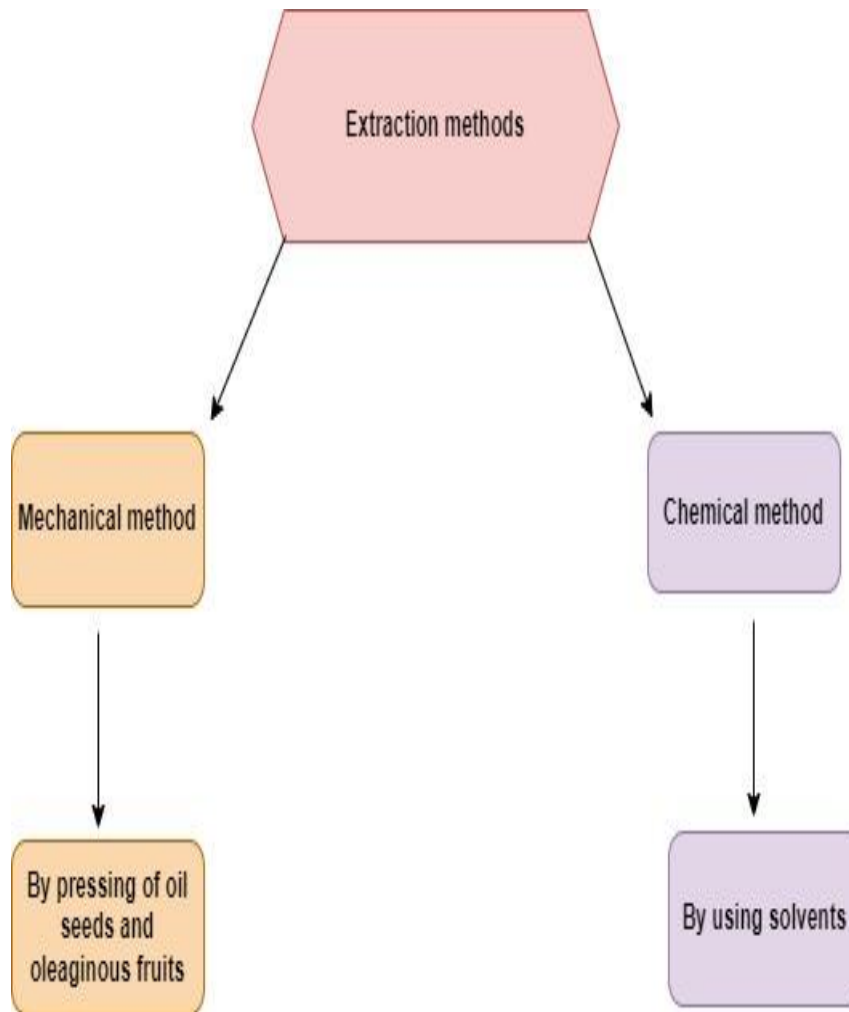 Extraction methods
Mechanical method
Chemical method
By pressing of oil
seeds and
oleaginous fruits
By using solvents